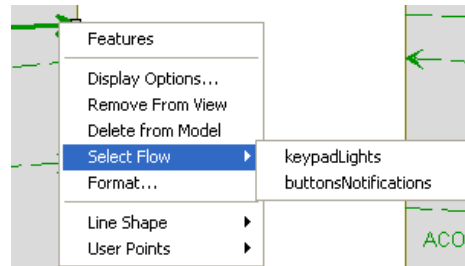 Features
Display Options...
Remove From View
Delete from Model
Select Flow
keypadLights
Format...
buttonsNotifications
Line Shape
User Points
ACO